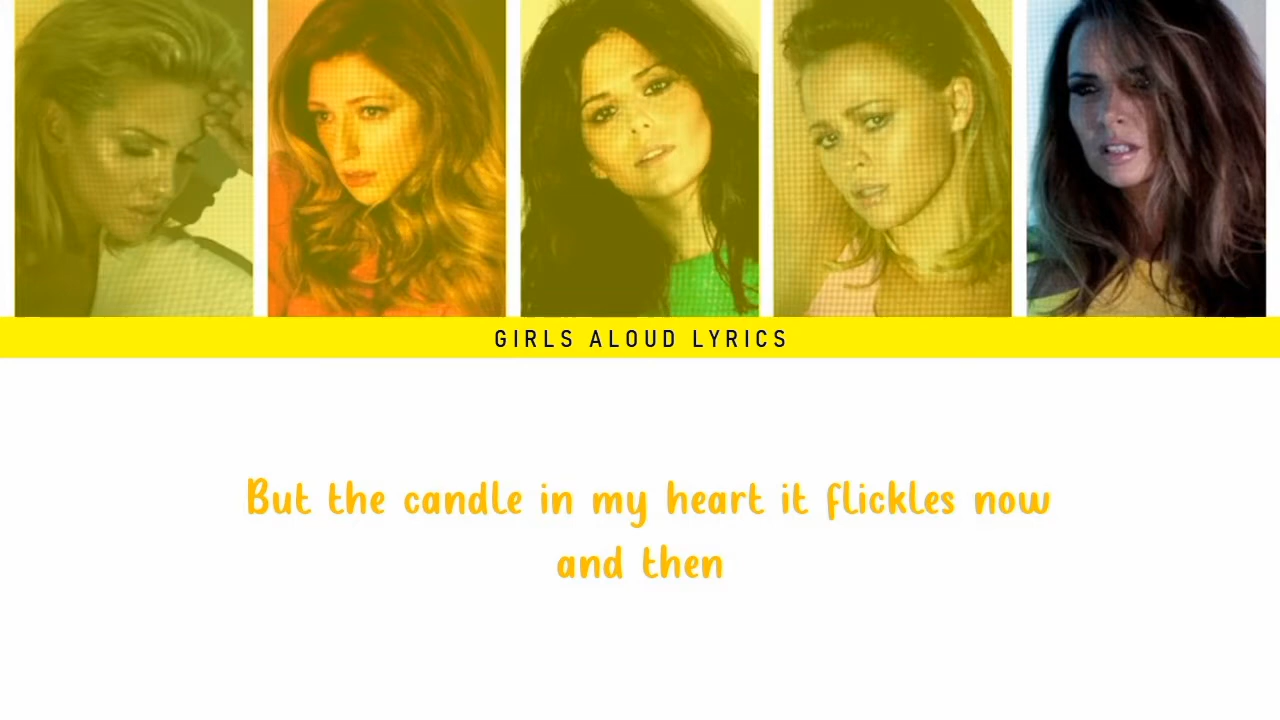 GIRLS ALOUD LYRICS
But the candle in my heart it flickles now
and then